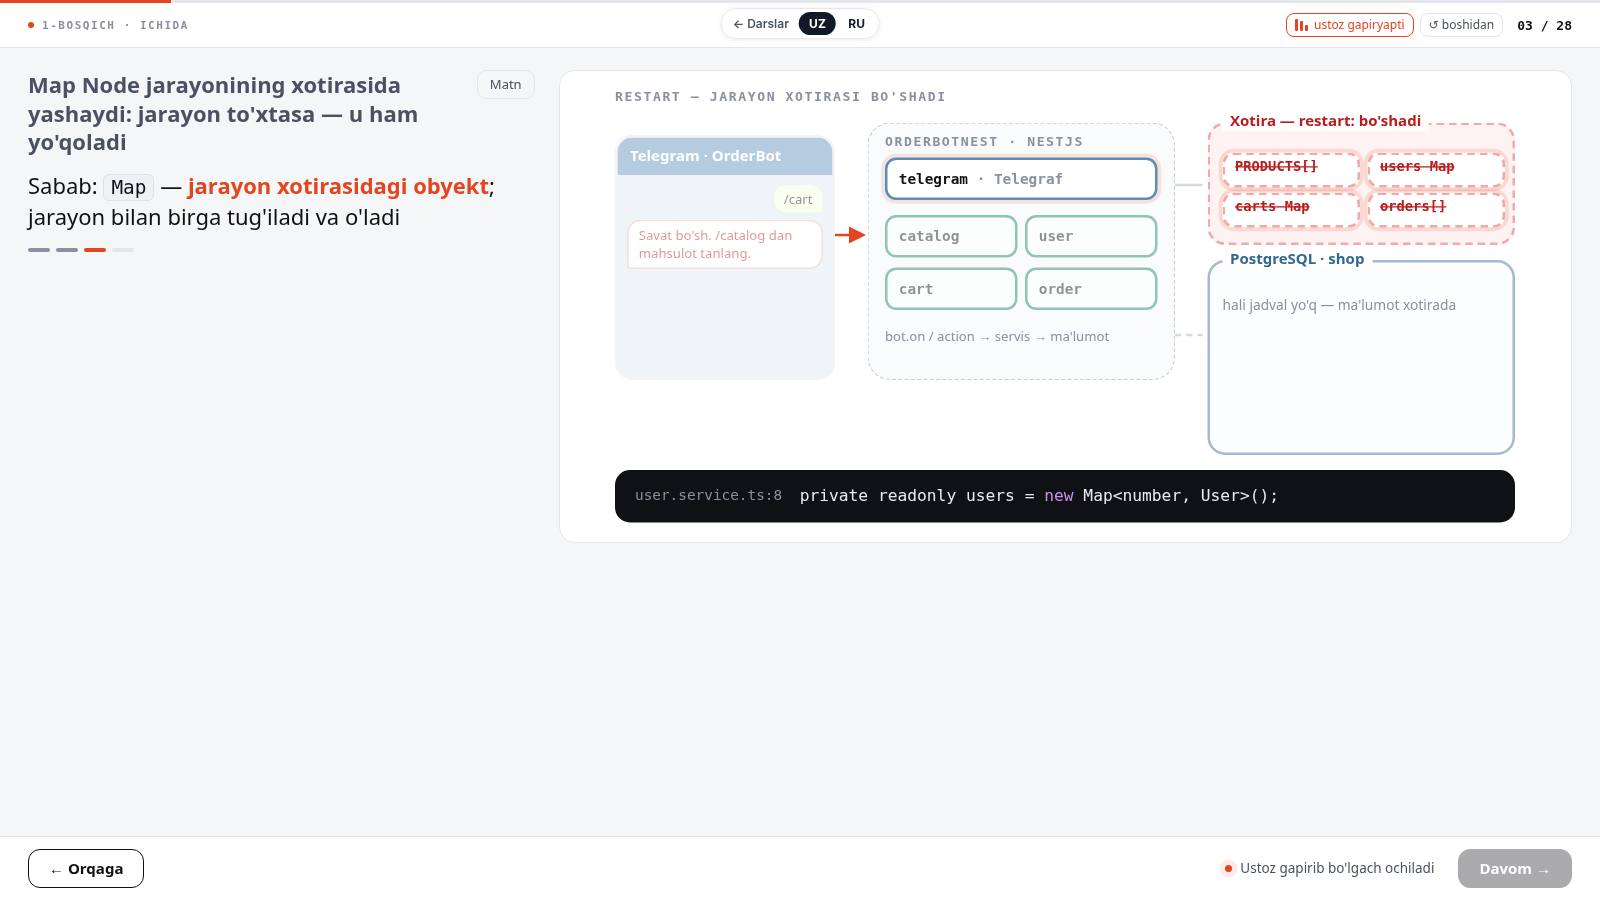 1-BOSQICH · ICHIDA
← Darslar UZ RU
ustoz gapiryapti
↺ boshidan
03 / 28
Map Node jarayonining xotirasida
yashaydi: jarayon to'xtasa — u ham
yo'qoladi
Matn
Sabab: Map — jarayon xotirasidagi obyekt;
jarayon bilan birga tug'iladi va o'ladi
RESTART — JARAYON XOTIRASI BO'SHADI
Telegram · OrderBot
/cart
Savat bo'sh. /catalog dan
mahsulot tanlang.
ORDERBOTNEST · NESTJS
telegram · Telegraf
catalog
user
cart
order
bot.on / action → servis → ma'lumot
Xotira — restart: bo'shadi
PRODUCTS[]
users Map
carts Map
orders[]
PostgreSQL · shop
hali jadval yo'q — ma'lumot xotirada
user.service.ts:8 private readonly users = new Map<number, User>();
← Orqaga
Ustoz gapirib bo'lgach ochiladi
Davom →